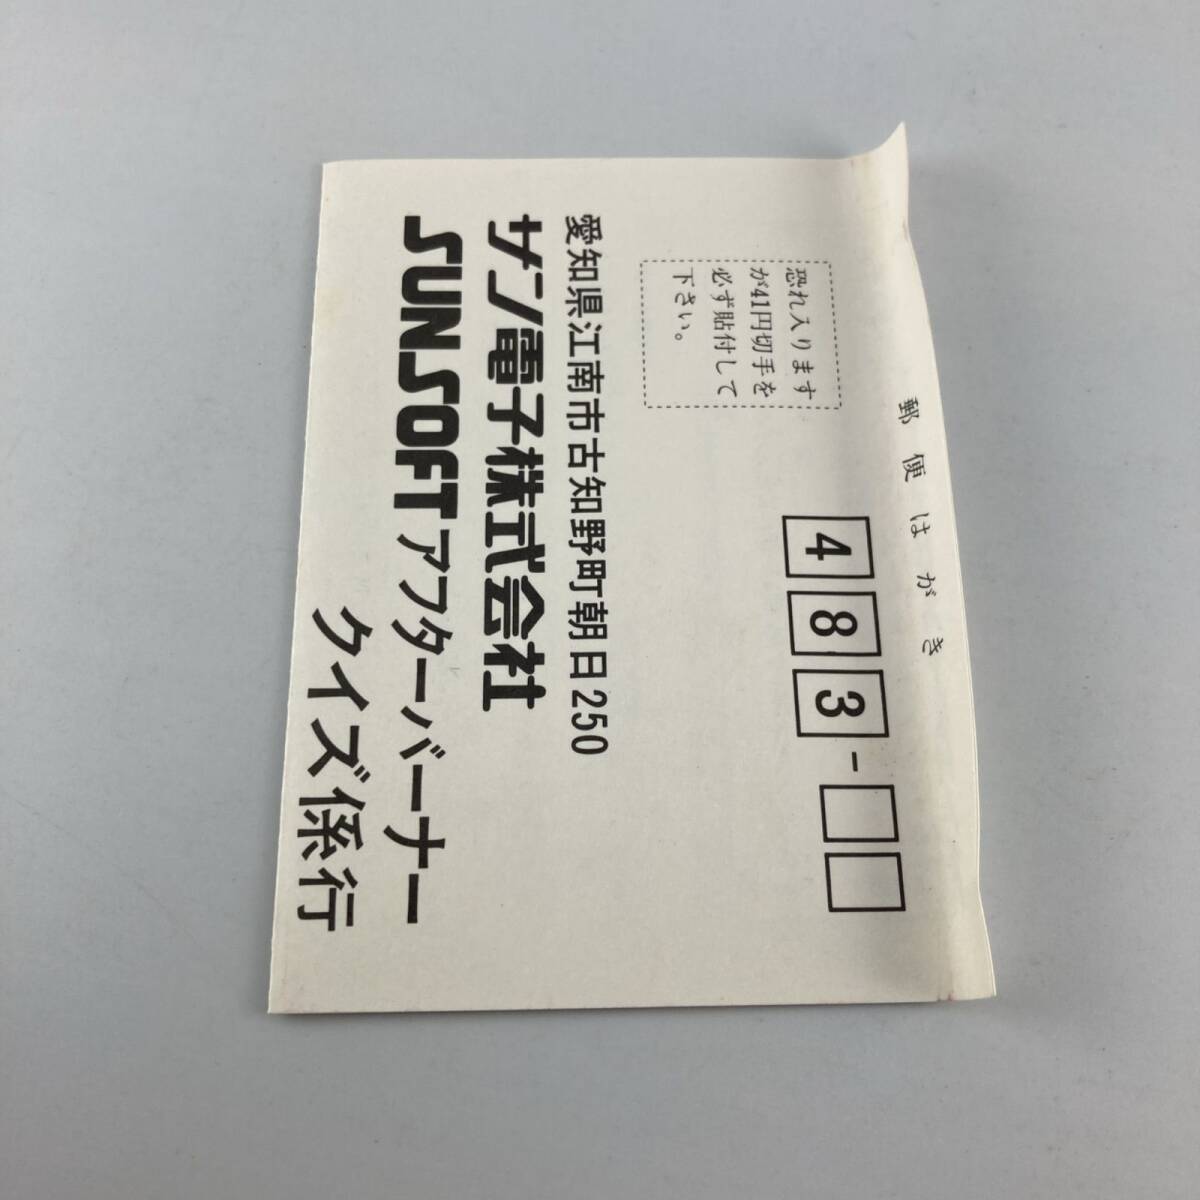 郵便はがき
483-
恐れ入ります
が41円切手を
必ず貼付して
下さい。
愛知県江南市古知野町朝日250
サン電子株式会社
SUNSOFTアフターバーナー
クイズ係行